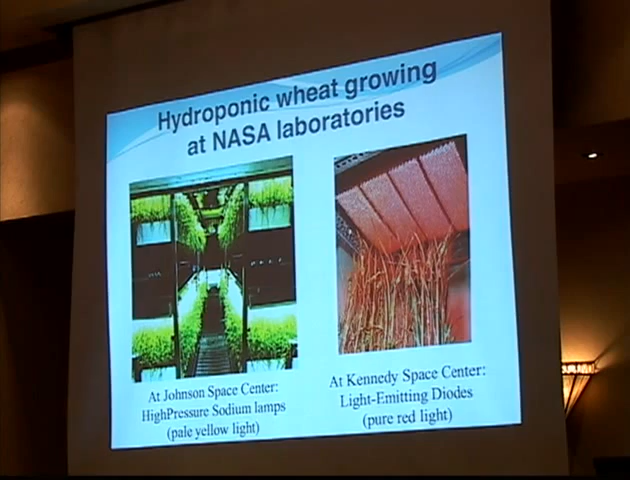 Hydroponic wheat growing
at NASA laboratories
At Johnson Space Center:
HighPressure Sodium lamps
(pale yellow light)
At Kennedy Space Center:
Light-Emitting Diodes
(pure red light)